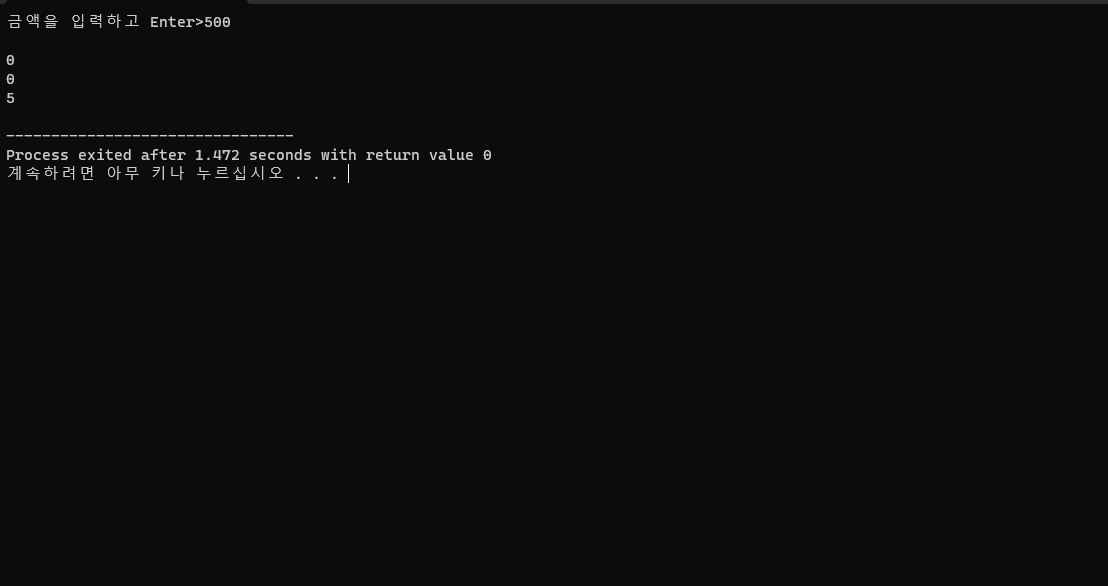 금액을 입력하고 Enter>500
0
0
5
--------------------------------
Process exited after 1.472 seconds with return value 0
계속하려면 아무 키나 누르십시오 . . .